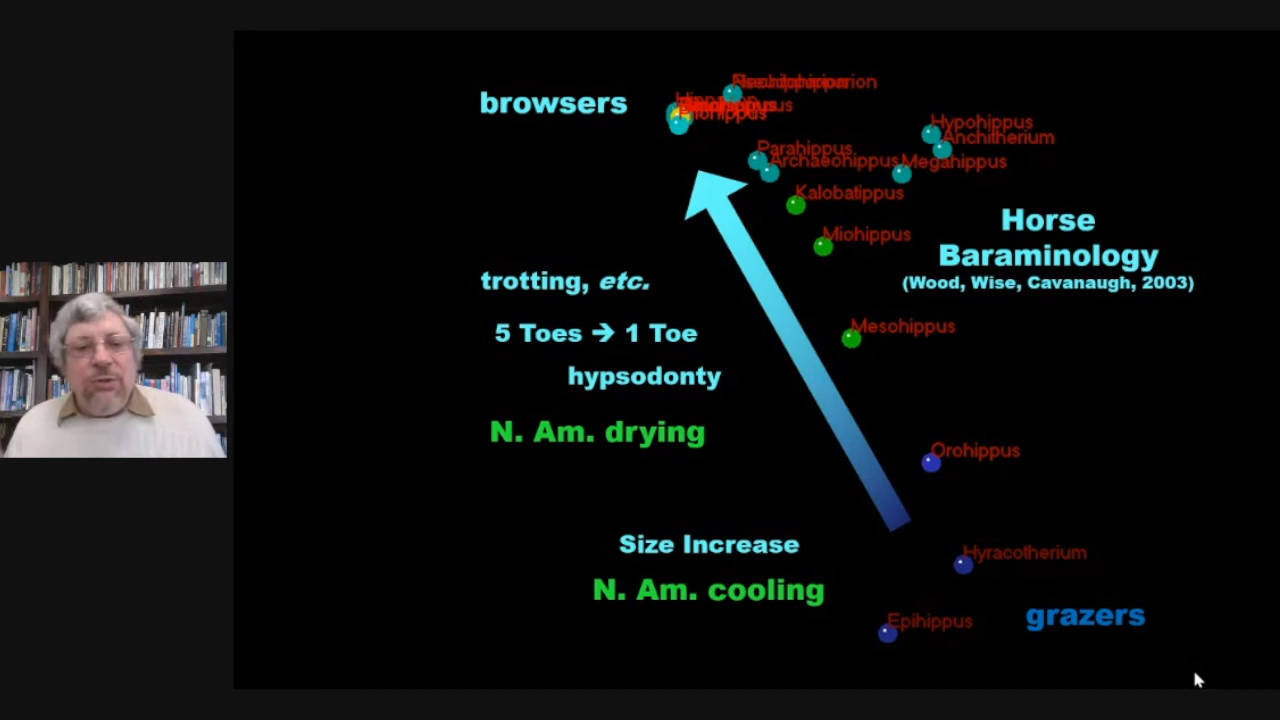 browsers
Hypohippus
Anchitherium
Parahippus
Archaeohippus
Megahippus
Kalobatippus
Miohippus
Horse
Baraminology
(Wood, Wise, Cavanaugh, 2003)
trotting, etc.
5 Toes → 1 Toe
Mesohippus
hypsodonty
N. Am. drying
Orohippus
Size Increase
Hyracotherium
N. Am. cooling
grazers
Epihippus